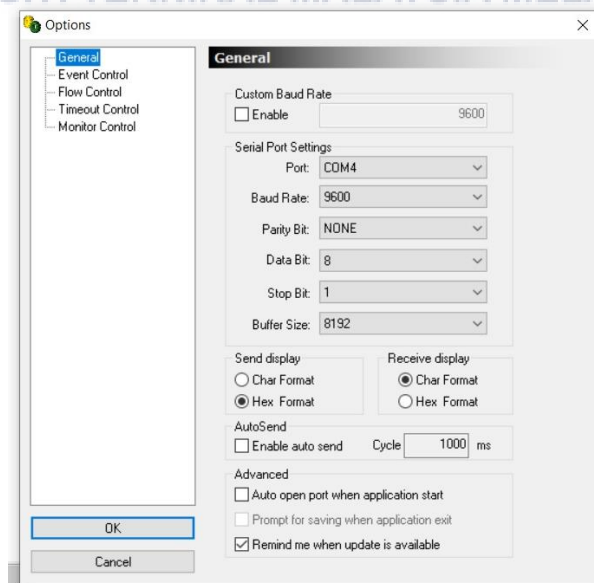 Options
General
Event Control
Flow Control
Timeout Control
Monitor Control
General
Custom Baud Rate
Enable 9600
Serial Port Settings
Port: COM4
Baud Rate: 9600
Parity Bit: NONE
Data Bit: 8
Stop Bit: 1
Buffer Size: 8192
Send display
Char Format
Hex Format
Receive display
Char Format
Hex Format
AutoSend
Enable auto send Cycle 1000 ms
Advanced
Auto open port when application start
Prompt for saving when application exit
Remind me when update is available
OK
Cancel